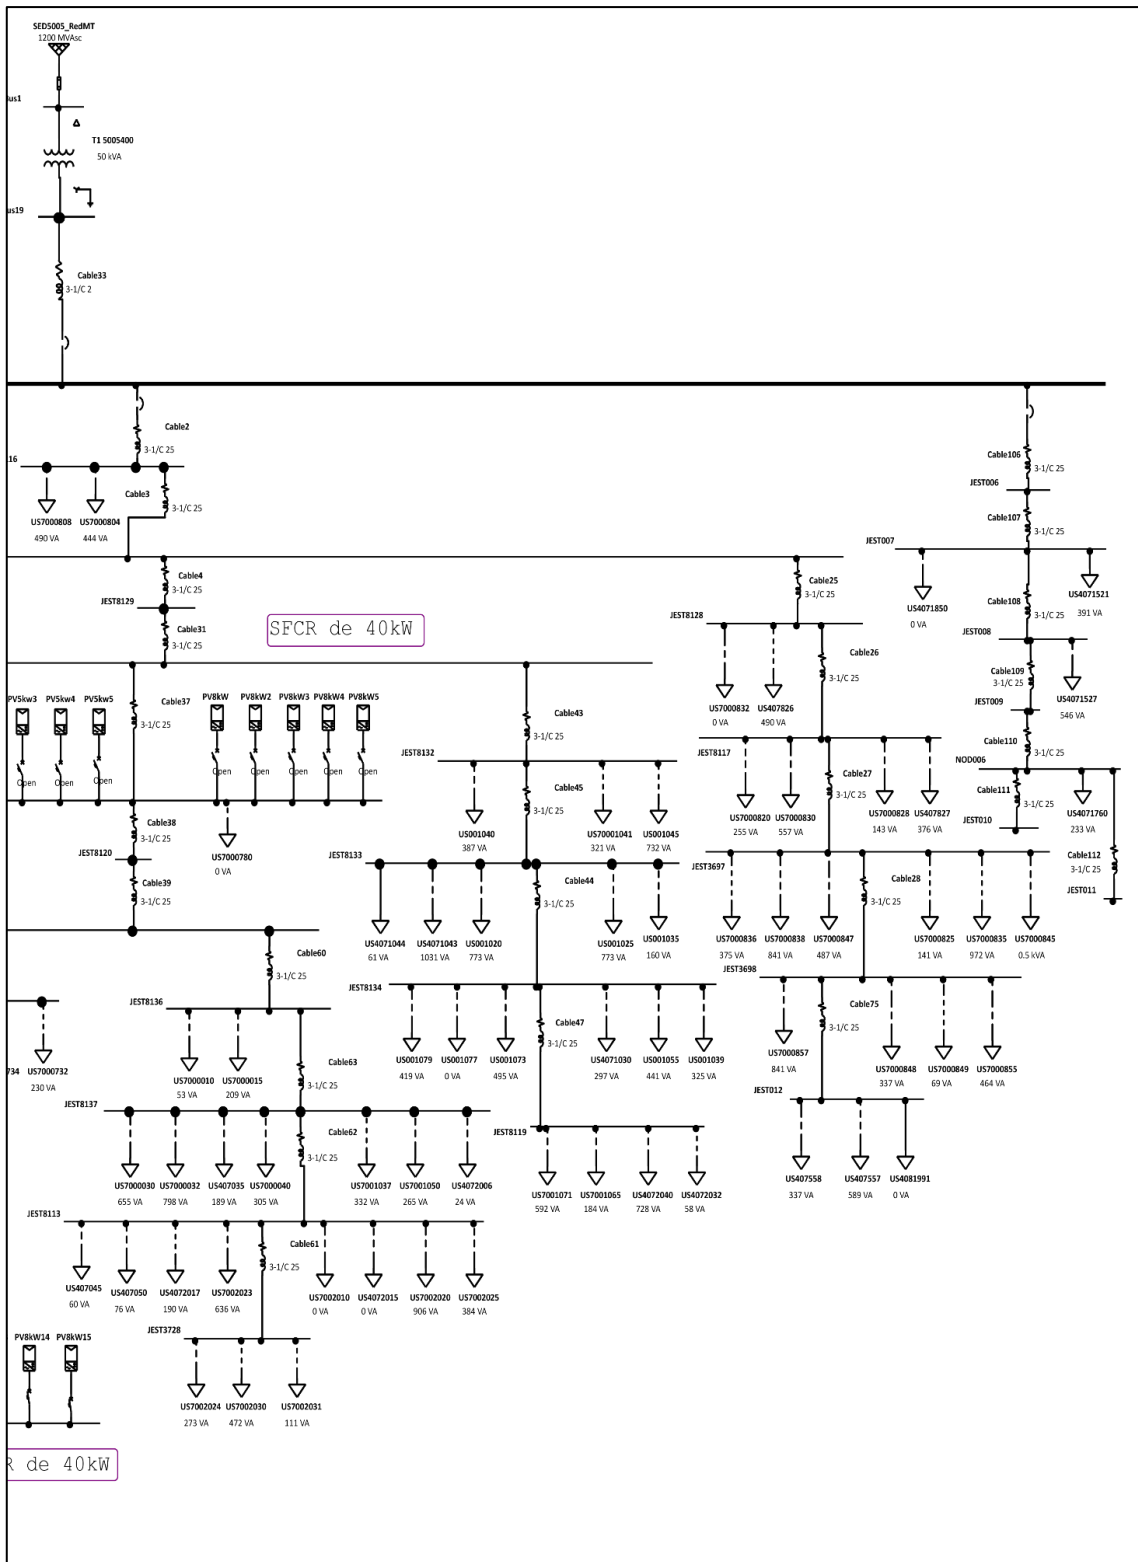 SED5005_RedMT
1200 MVAsc
us1
T1 5005400
50 kVA
us19
Cable33
3-1/C 2
Cable2
3-1/C 25
16
Cable3
3-1/C 25
US7000808
490 VA
US7000804
444 VA
Cable106
3-1/C 25
JEST006
Cable107
3-1/C 25
JEST007
US4071850
0 VA
US4071521
391 VA
Cable4
3-1/C 25
JEST8129
Cable31
3-1/C 25
SFCR de 40kW
Cable25
3-1/C 25
JEST8128
Cable26
3-1/C 25
US7000832
0 VA
US407826
490 VA
Cable108
3-1/C 25
JEST008
Cable109
3-1/C 25
US4071527
546 VA
JEST009
Cable110
3-1/C 25
NOD006
Cable111
3-1/C 25
US4071760
233 VA
JEST010
Cable112
3-1/C 25
JEST011
PV5kw3
PV5kw4
PV5kw5
Cable37
3-1/C 25
PV8kW
PV8kW2
PV8kW3
PV8kW4
PV8kW5
Open
Open
Open
Open
Open
Open
Open
Open
Cable43
3-1/C 25
JEST8132
Cable45
3-1/C 25
US001040
387 VA
US70001041
321 VA
US001045
732 VA
JEST8117
Cable27
3-1/C 25
US7000820
255 VA
US7000830
557 VA
US7000828
143 VA
US407827
376 VA
Cable38
3-1/C 25
US7000780
0 VA
JEST8120
Cable39
3-1/C 25
JEST8133
Cable44
3-1/C 25
US4071044
61 VA
US4071043
1031 VA
US001020
773 VA
US001025
773 VA
US001035
160 VA
JEST3697
Cable28
3-1/C 25
US7000836
375 VA
US7000838
841 VA
US7000847
487 VA
US7000825
141 VA
US7000835
972 VA
US7000845
0.5 kVA
Cable60
3-1/C 25
JEST8136
US7000010
53 VA
US7000015
209 VA
734
US7000732
230 VA
Cable63
3-1/C 25
JEST8134
Cable47
3-1/C 25
US001079
419 VA
US001077
0 VA
US001073
495 VA
US4071030
297 VA
US001055
441 VA
US001039
325 VA
JEST3698
Cable75
3-1/C 25
US7000857
841 VA
US7000848
337 VA
US7000849
69 VA
US7000855
464 VA
JEST012
US407558
337 VA
US407557
589 VA
US4081991
0 VA
JEST8137
Cable62
3-1/C 25
US7000030
655 VA
US7000032
798 VA
US407035
189 VA
US7000040
305 VA
US7001037
332 VA
US7001050
265 VA
US4072006
24 VA
JEST8119
US7001071
592 VA
US7001065
184 VA
US4072040
728 VA
US4072032
58 VA
JEST8113
Cable61
3-1/C 25
US407045
60 VA
US407050
76 VA
US4072017
190 VA
US7002023
636 VA
US7002010
0 VA
US4072015
0 VA
US7002020
906 VA
US7002025
384 VA
JEST3728
US7002024
273 VA
US7002030
472 VA
US7002031
111 VA
PV8kW14
PV8kW15
R de 40kW